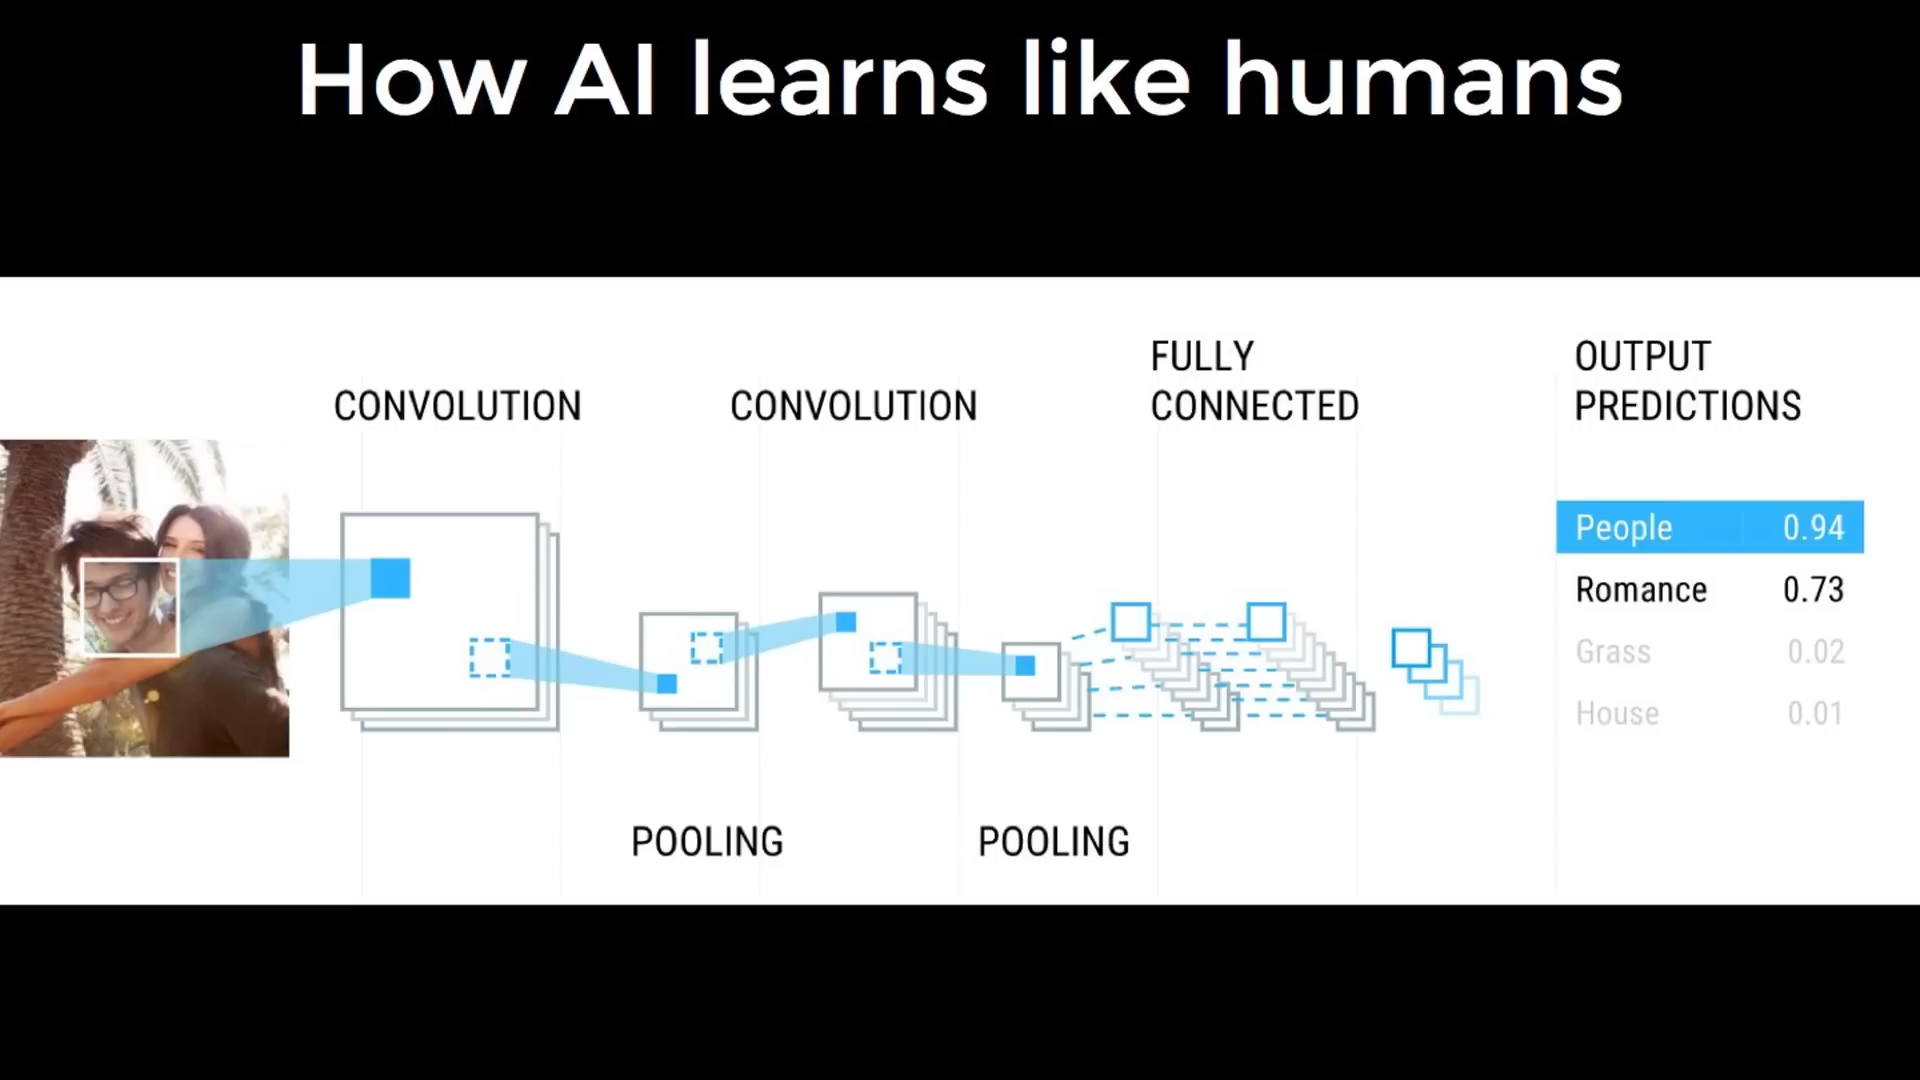 How AI learns like humans
CONVOLUTION
CONVOLUTION
FULLY
CONNECTED
OUTPUT
PREDICTIONS
People 0.94
Romance 0.73
Grass 0.02
House 0.01
POOLING
POOLING